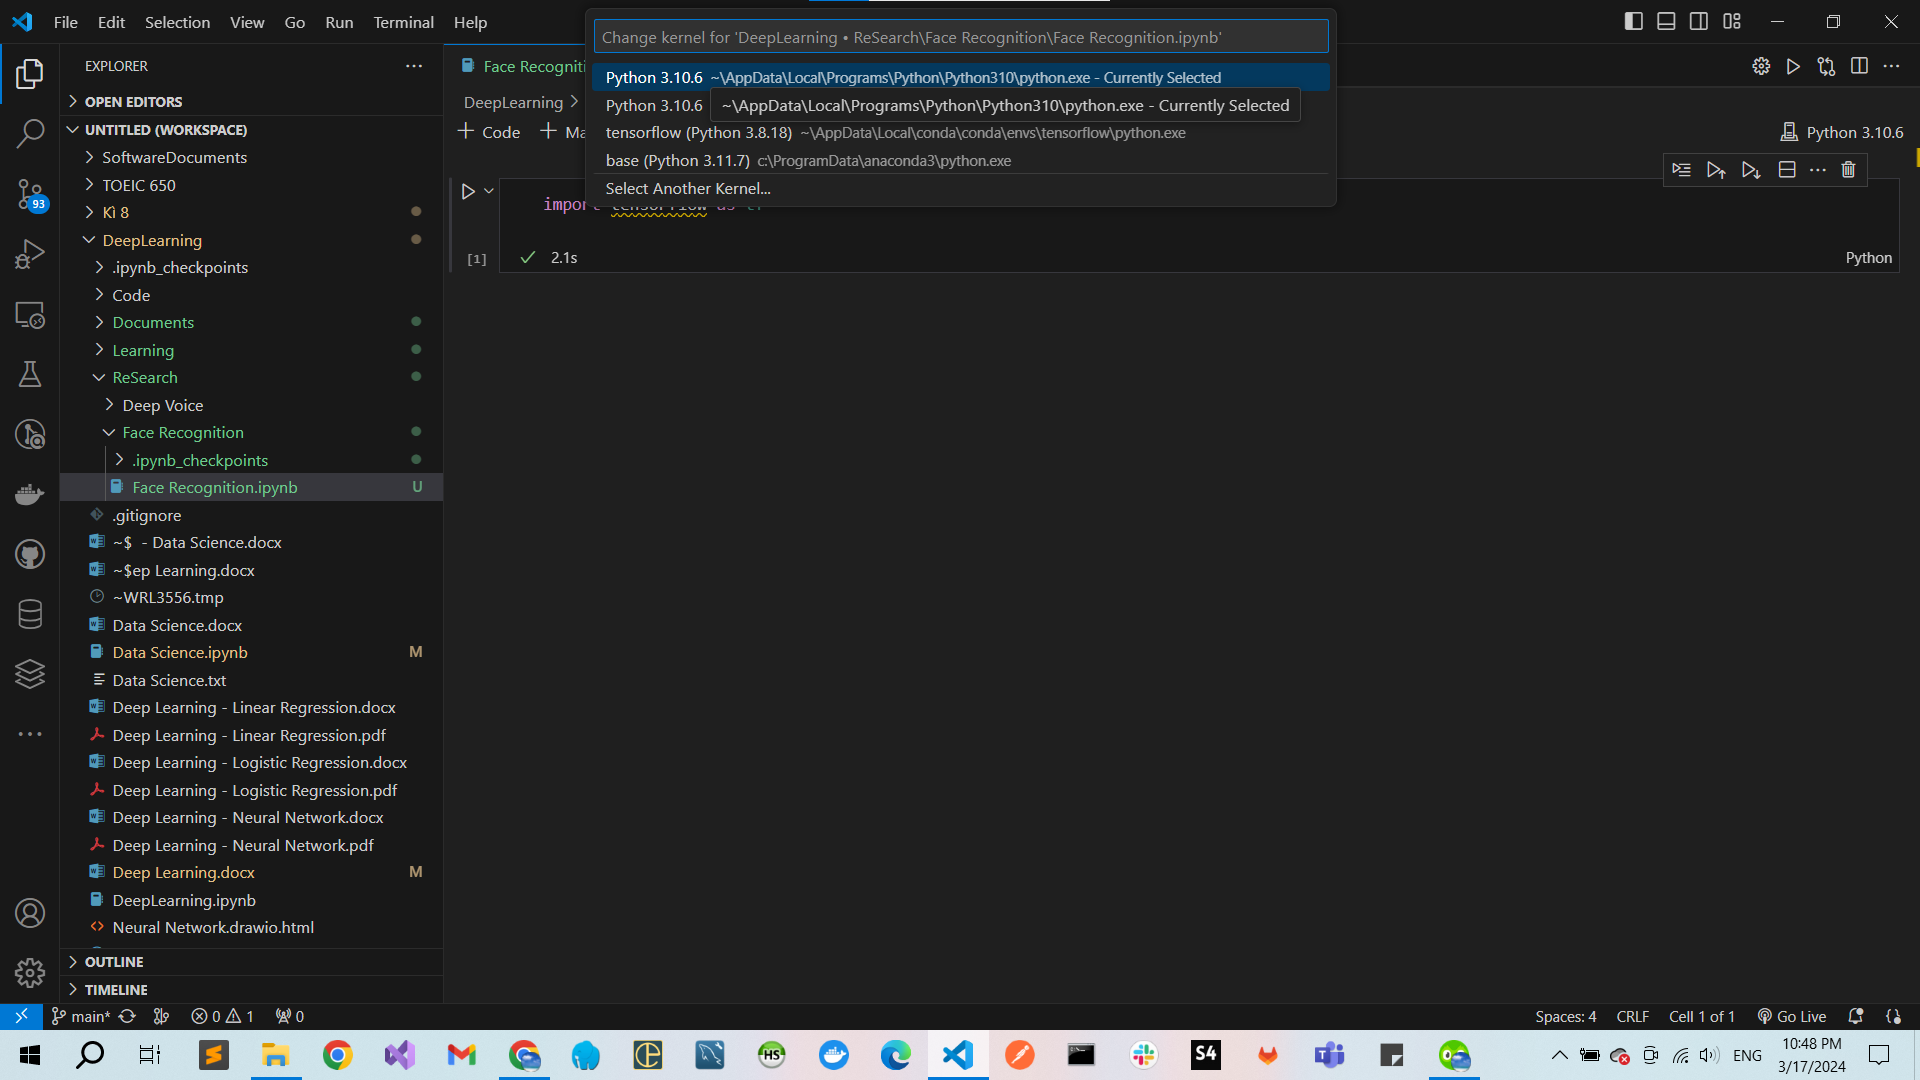 File Edit Selection View Go Run Terminal Help
Change kernel for 'DeepLearning • ReSearch\Face Recognition\Face Recognition.ipynb'
Python 3.10.6 ~\AppData\Local\Programs\Python\Python310\python.exe - Currently Selected
Python 3.10.6
~\AppData\Local\Programs\Python\Python310\python.exe - Currently Selected
tensorflow (Python 3.8.18) ~\AppData\Local\conda\conda\envs\tensorflow\python.exe
base (Python 3.11.7) c:\ProgramData\anaconda3\python.exe
Select Another Kernel...
EXPLORER
OPEN EDITORS
UNTITLED (WORKSPACE)
SoftwareDocuments
TOEIC 650
Kì 8
DeepLearning
.ipynb_checkpoints
Code
Documents
Learning
ReSearch
Deep Voice
Face Recognition
.ipynb_checkpoints
Face Recognition.ipynb U
.gitignore
~$ - Data Science.docx
~$ep Learning.docx
~WRL3556.tmp
Data Science.docx
Data Science.ipynb M
Data Science.txt
Deep Learning - Linear Regression.docx
Deep Learning - Linear Regression.pdf
Deep Learning - Logistic Regression.docx
Deep Learning - Logistic Regression.pdf
Deep Learning - Neural Network.docx
Deep Learning - Neural Network.pdf
Deep Learning.docx M
DeepLearning.ipynb
Neural Network.drawio.html
OUTLINE
TIMELINE
93
Face Recogniti
DeepLearning >
+ Code + Ma
Python 3.10.6
import tensorflow as tf
[1] 2.1s
Python
main* 0 1 0
Spaces: 4 CRLF Cell 1 of 1 Go Live
HS
S4
ENG
10:48 PM
3/17/2024